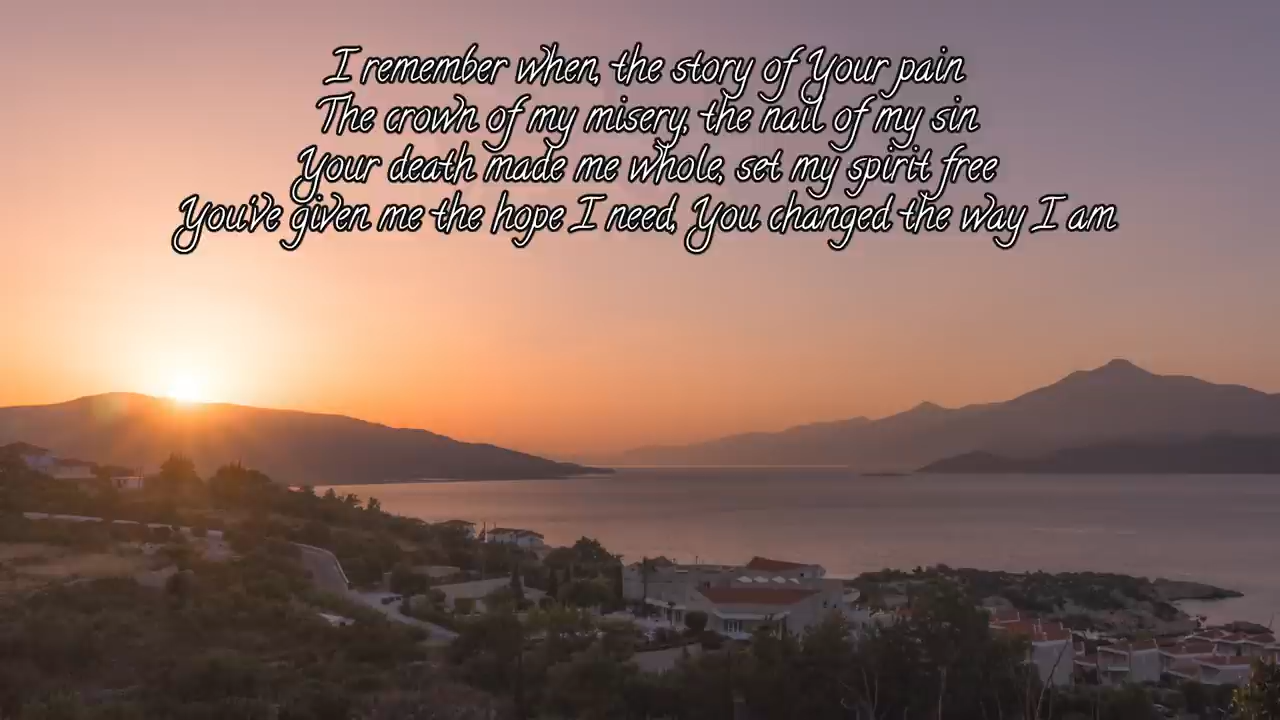 I remember when, the story of Your pain
The crown of my misery, the nail of my sin
Your death made me whole, set my spirit free
You've given me the hope I need, You changed the way I am